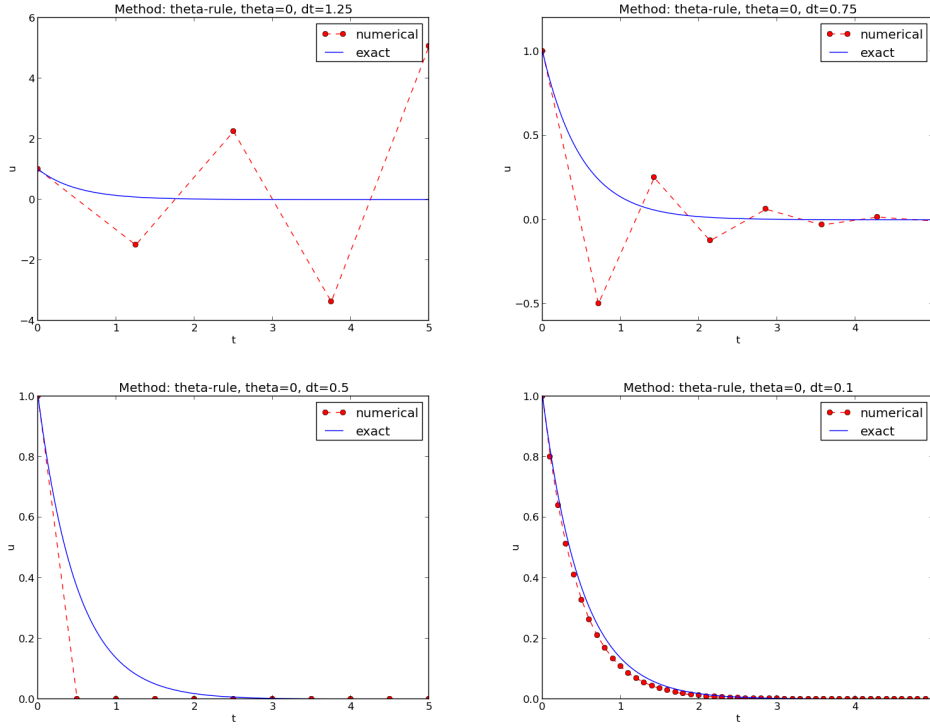 Method: theta-rule, theta=0, dt=1.25
6
4
2
0
−2
−4
u
0 1 2 3 4 5
t
numerical
exact
Method: theta-rule, theta=0, dt=0.75
1.0
0.5
0.0
−0.5
u
0 1 2 3 4
t
numerical
exact
Method: theta-rule, theta=0, dt=0.5
1.0
0.8
0.6
0.4
0.2
0.0
u
0 1 2 3 4 5
t
numerical
exact
Method: theta-rule, theta=0, dt=0.1
1.0
0.8
0.6
0.4
0.2
0.0
u
0 1 2 3 4
t
numerical
exact